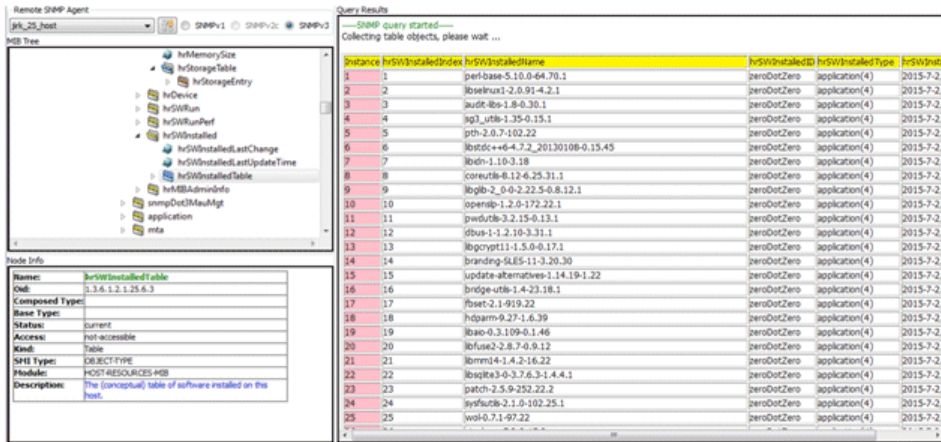 Remote SNMP Agent
jirk_25_host
SNMPv1 SNMPv2c SNMPv3
MIB Tree
hrMemorySize
hrStorageTable
hrStorageEntry
hrDevice
hrSWRun
hrSWRunPerf
hrSWInstalled
hrSWInstalledLastChange
hrSWInstalledLastUpdateTime
hrSWInstalledTable
hrMIBAdminInfo
snmpDot3MauMgt
application
mta
Node Info
Name: hrSWInstalledTable
Oid: 1.3.6.1.2.1.25.6.3
Composed Type:
Base Type:
Status: current
Access: not-accessible
Kind: Table
SMI Type: OBJECT-TYPE
Module: HOST-RESOURCES-MIB
Description: The (conceptual) table of software installed on this
host.
Query Results
-----SNMP query started-----
Collecting table objects, please wait ...
Instance hrSWInstalledIndex hrSWInstalledName hrSWInstalledID hrSWInstalledType hrSWInst
1 1 perl-base-5.10.0-64.70.1 zeroDotZero application(4) 2015-7-2
2 2 libselinux1-2.0.91-4.2.1 zeroDotZero application(4) 2015-7-2
3 3 audit-libs-1.8-0.30.1 zeroDotZero application(4) 2015-7-2
4 4 sg3_utils-1.35-0.15.1 zeroDotZero application(4) 2015-7-2
5 5 pth-2.0.7-102.22 zeroDotZero application(4) 2015-7-2
6 6 libstdc++6-4.7.2_20130108-0.15.45 zeroDotZero application(4) 2015-7-2
7 7 libidn-1.10-3.18 zeroDotZero application(4) 2015-7-2
8 8 coreutils-8.12-6.25.31.1 zeroDotZero application(4) 2015-7-2
9 9 libglib-2_0-0-2.22.5-0.8.12.1 zeroDotZero application(4) 2015-7-2
10 10 openslp-1.2.0-172.22.1 zeroDotZero application(4) 2015-7-2
11 11 pwdutils-3.2.15-0.13.1 zeroDotZero application(4) 2015-7-2
12 12 dbus-1-1.2.10-3.31.1 zeroDotZero application(4) 2015-7-2
13 13 libgcrypt11-1.5.0-0.17.1 zeroDotZero application(4) 2015-7-2
14 14 branding-SLES-11-3.20.30 zeroDotZero application(4) 2015-7-2
15 15 update-alternatives-1.14.19-1.22 zeroDotZero application(4) 2015-7-2
16 16 bridge-utils-1.4-23.18.1 zeroDotZero application(4) 2015-7-2
17 17 fbset-2.1-919.22 zeroDotZero application(4) 2015-7-2
18 18 hdparm-9.27-1.6.39 zeroDotZero application(4) 2015-7-2
19 19 libaio-0.3.109-0.1.46 zeroDotZero application(4) 2015-7-2
20 20 libfuse2-2.8.7-0.9.12 zeroDotZero application(4) 2015-7-2
21 21 libmm14-1.4.2-16.22 zeroDotZero application(4) 2015-7-2
22 22 libsqlite3-0-3.7.6.3-1.4.4.1 zeroDotZero application(4) 2015-7-2
23 23 patch-2.5.9-252.22.2 zeroDotZero application(4) 2015-7-2
24 24 sysfsutils-2.1.0-102.25.1 zeroDotZero application(4) 2015-7-2
25 25 wol-0.7.1-97.22 zeroDotZero application(4) 2015-7-2